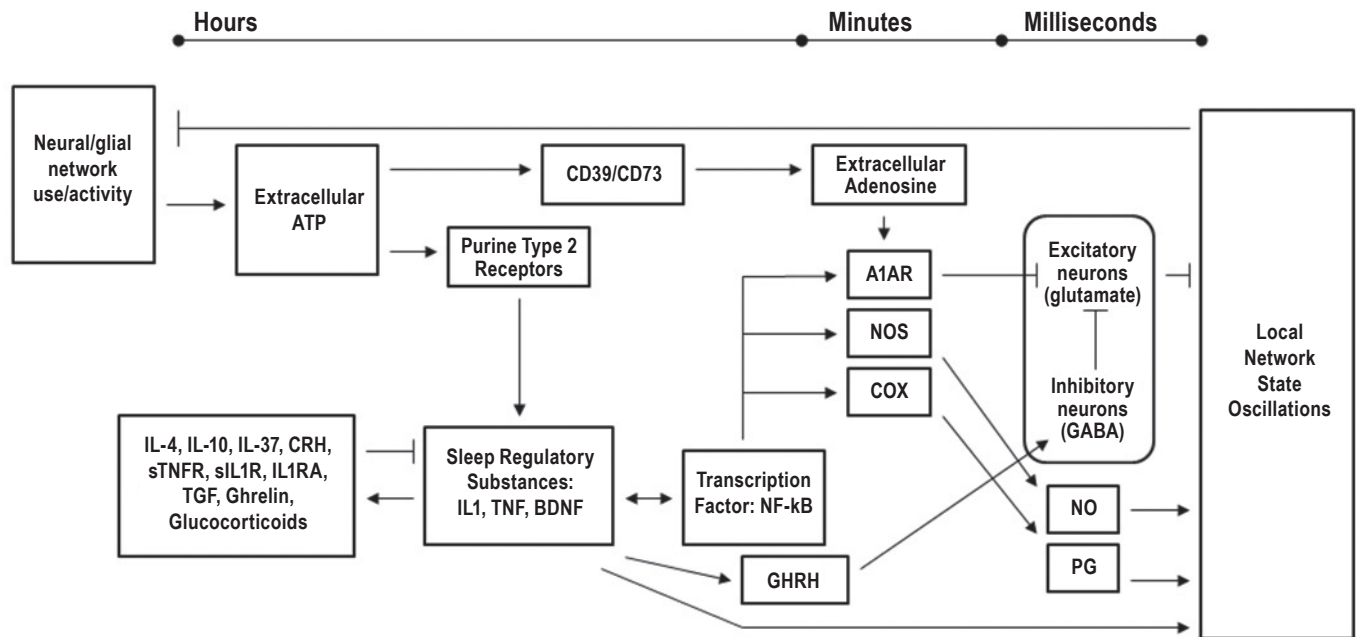 Hours
Minutes
Milliseconds
Neural/glial
network
use/activity
Extracellular
ATP
CD39/CD73
Extracellular
Adenosine
Purine Type 2
Receptors
A1AR
NOS
COX
Excitatory
neurons
(glutamate)
Inhibitory
neurons
(GABA)
Local
Network
State
Oscillations
IL-4, IL-10, IL-37, CRH,
sTNFR, sIL1R, IL1RA,
TGF, Ghrelin,
Glucocorticoids
Sleep Regulatory
Substances:
IL1, TNF, BDNF
Transcription
Factor: NF-kB
GHRH
NO
PG